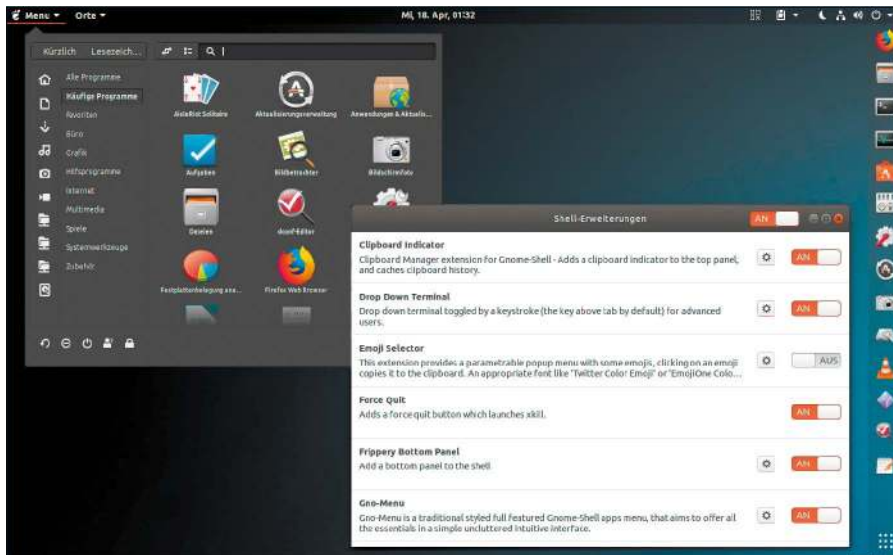 Menu
Orte
Mi, 18. Apr, 01:32
Kürzlich
Lesezeich...
Alle Programme
Häufige Programme
Favoriten
Büro
Grafik
Hilfsprogramme
Internet
Multimedia
Spiele
Systemwerkzeuge
Zubehör
AisleRiot Solitaire
Aktualisierungsverwaltung
Anwendungen & Aktualis...
Aufgaben
Bildbetrachter
Bildschirmfoto
Dateien
dconf-Editor
Festplattenbelegung ana...
Firefox Web Browser
Shell-Erweiterungen
AN
Clipboard Indicator
Clipboard Manager extension for Gnome-Shell - Adds a clipboard indicator to the top panel,
and caches clipboard history.
AN
Drop Down Terminal
Drop down terminal toggled by a keystroke (the key above tab by default) for advanced
users.
AN
Emoji Selector
This extension provides a parametrable popup menu with some emojis, clicking on an emoji
copies it to the clipboard. An appropriate font like 'Twitter Color Emoji' or 'EmojiOne Colo...
AUS
Force Quit
Adds a force quit button which launches xkill.
AN
Frippery Bottom Panel
Add a bottom panel to the shell
AN
Gno-Menu
Gno-Menu is a traditional styled full featured Gnome-Shell apps menu, that aims to offer all
the essentials in a simple uncluttered intuitive interface.
AN